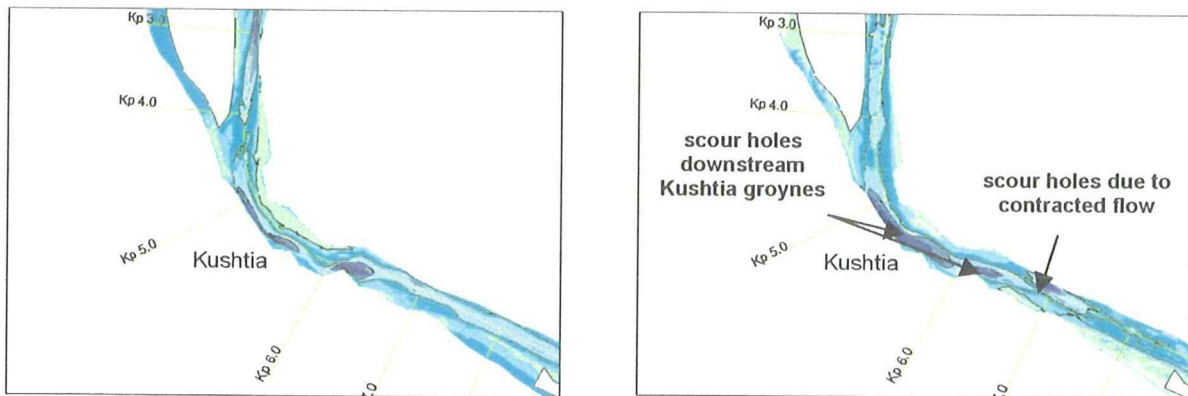 Kp 3.0
Kp 4.0
Kp 5.0
Kushtia
Kp 6.0
Kp 3.0
Kp 4.0
scour holes
downstream
Kushtia groynes
scour holes due to
contracted flow
Kp 5.0
Kushtia
Kp 6.0